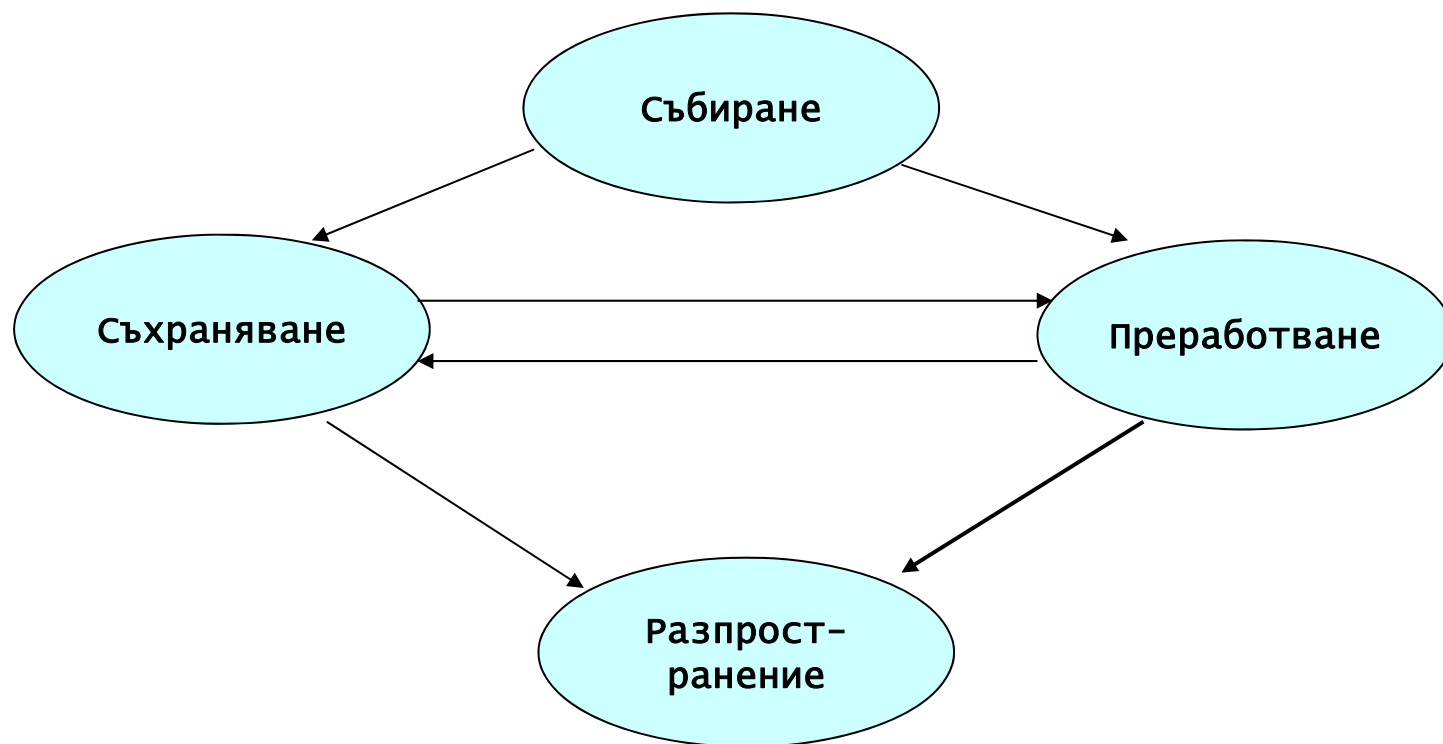 Събиране
Съхраняване
Преработване
Разпрост-
ранение